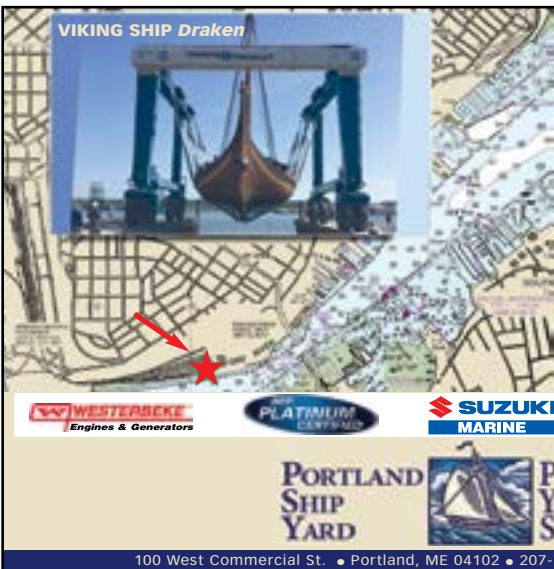 VIKING SHIP Draken
WESTERBEKE
Engines & Generators
PLATINUM
CERTIFIED
SUZUKI
MARINE
PORTLAND
SHIP
YARD
P
Y
S
100 West Commercial St. • Portland, ME 04102 • 207-